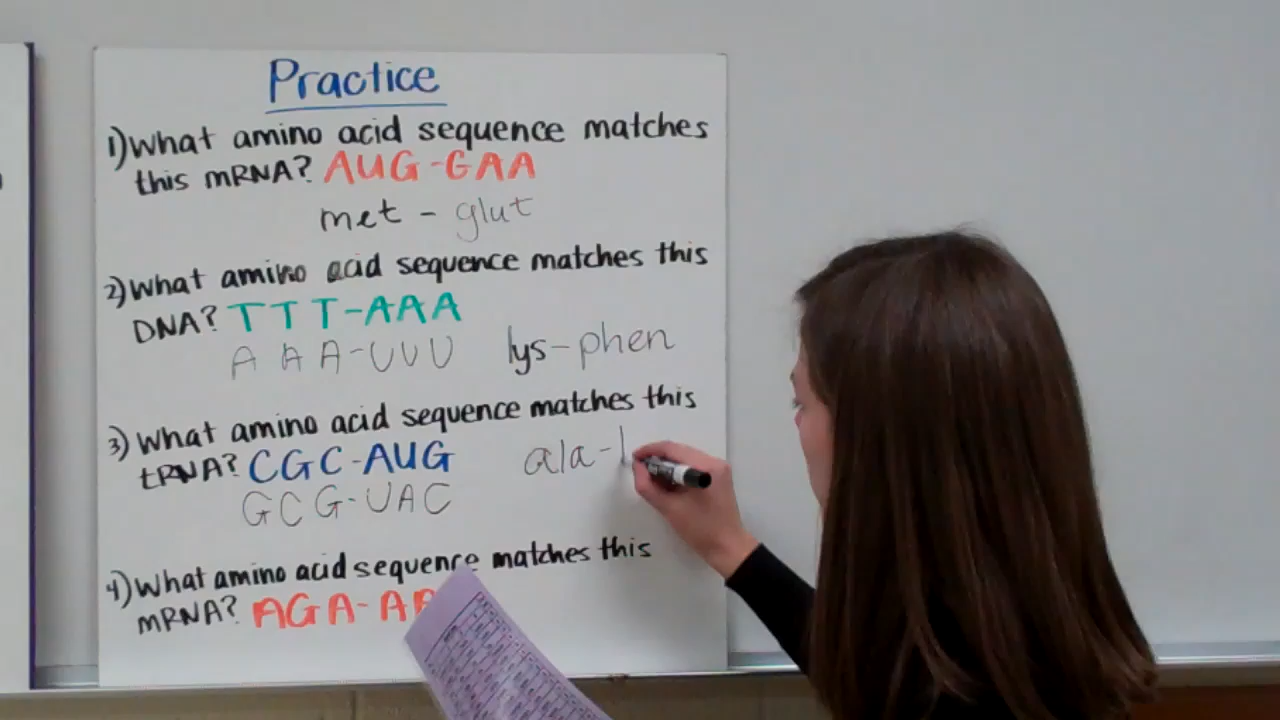 Practice
1) What amino acid sequence matches
this mRNA? AUG-GAA
met - glut
2) What amino acid sequence matches this
DNA? TTT-AAA
AAA-UUU lys-phen
3) What amino acid sequence matches this
tRNA? CGC-AUG ala-
GCG-UAC
4) What amino acid sequence matches this
mRNA? AGA-A